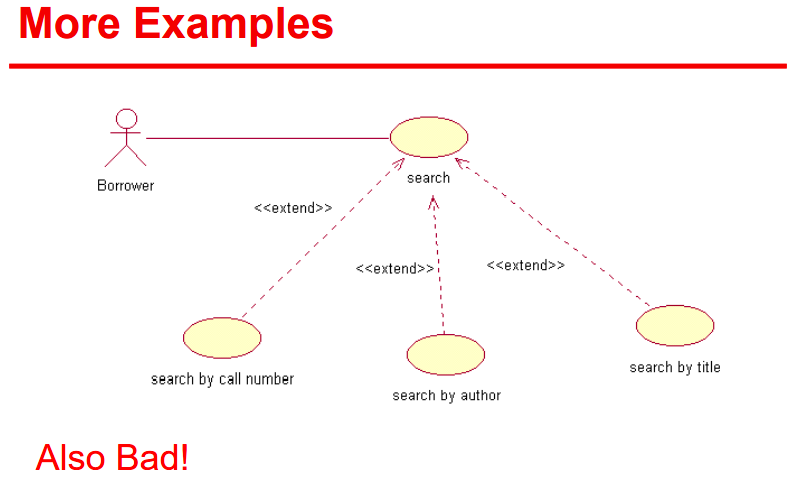 More Examples
Borrower
search
<<extend>>
<<extend>>
<<extend>>
search by call number
search by author
search by title
Also Bad!